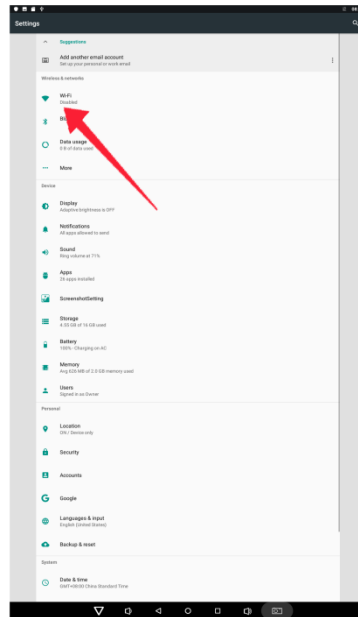 Settings
Suggestions
Add another email account
Set up your personal or work email
Wireless & networks
Wi-Fi
Disabled
Data usage
0 B of data used
More
Device
Display
Adaptive brightness is OFF
Notifications
All apps allowed to send
Sound
Ring volume at 71%
Apps
26 apps installed
ScreenshotSetting
Storage
4.50 GB of 16 GB used
Battery
100% - Charging on AC
Memory
Avg 628 MB of 2.0 GB memory used
Users
Signed in as Owner
Personal
Location
ON / Device only
Security
Accounts
Google
Languages & input
English (United States)
Backup & reset
System
Date & time
GMT+08:00 China Standard Time